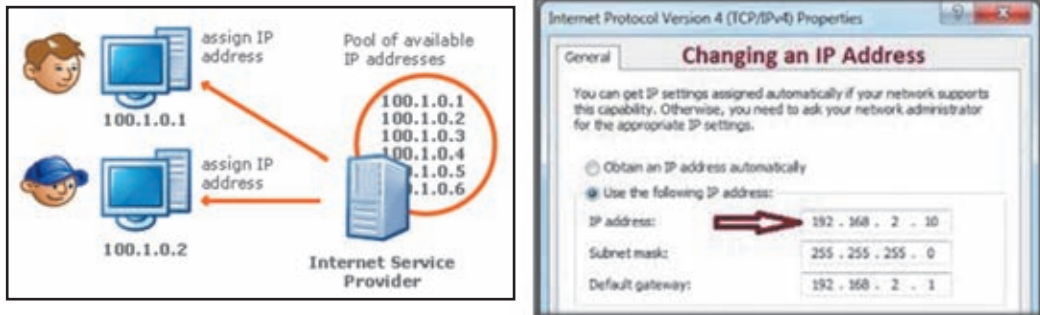 assign IP
address
100.1.0.1
assign IP
address
100.1.0.2
Pool of available
IP addresses
100.1.0.1
100.1.0.2
100.1.0.3
100.1.0.4
.1.0.5
.1.0.6
Internet Service
Provider
Internet Protocol Version 4 (TCP/IPv4) Properties
General
Changing an IP Address
You can get IP settings assigned automatically if your network supports
this capability. Otherwise, you need to ask your network administrator
for the appropriate IP settings.
Obtain an IP address automatically
Use the following IP address:
IP address: 192 . 168 . 2 . 10
Subnet mask: 255 . 255 . 255 . 0
Default gateway: 192 . 168 . 2 . 1